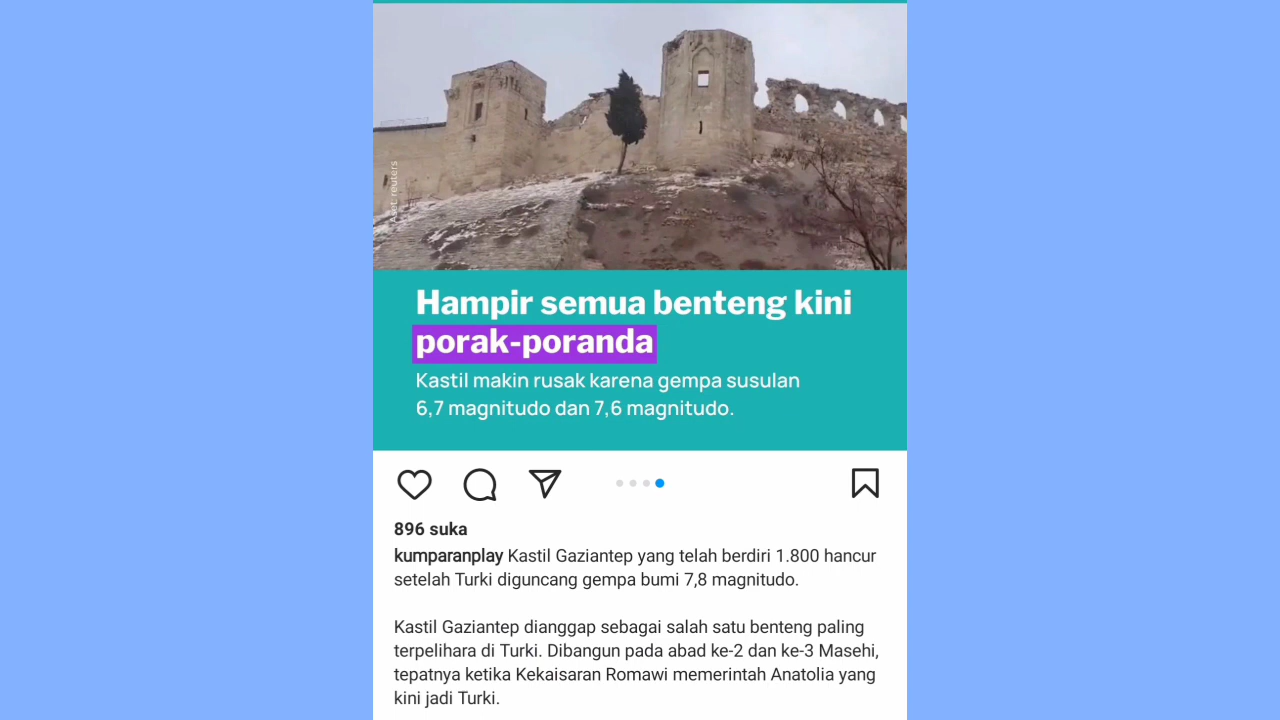 Hampir semua benteng kini
porak-poranda
Kastil makin rusak karena gempa susulan
6,7 magnitudo dan 7,6 magnitudo.
896 suka
kumparanplay Kastil Gaziantep yang telah berdiri 1.800 hancur
setelah Turki diguncang gempa bumi 7,8 magnitudo.
Kastil Gaziantep dianggap sebagai salah satu benteng paling
terpelihara di Turki. Dibangun pada abad ke-2 dan ke-3 Masehi,
tepatnya ketika Kekaisaran Romawi memerintah Anatolia yang
kini jadi Turki.